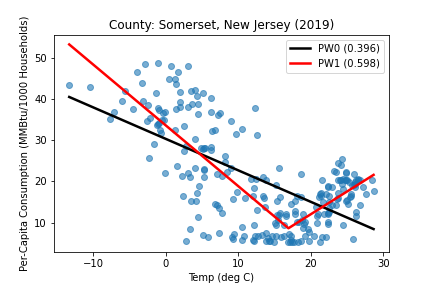 County: Somerset, New Jersey (2019)
PW0 (0.396)
PW1 (0.598)
Per-Capita Consumption (MMBtu/1000 Households)
50
40
30
20
10
−10 0 10 20 30
Temp (deg C)